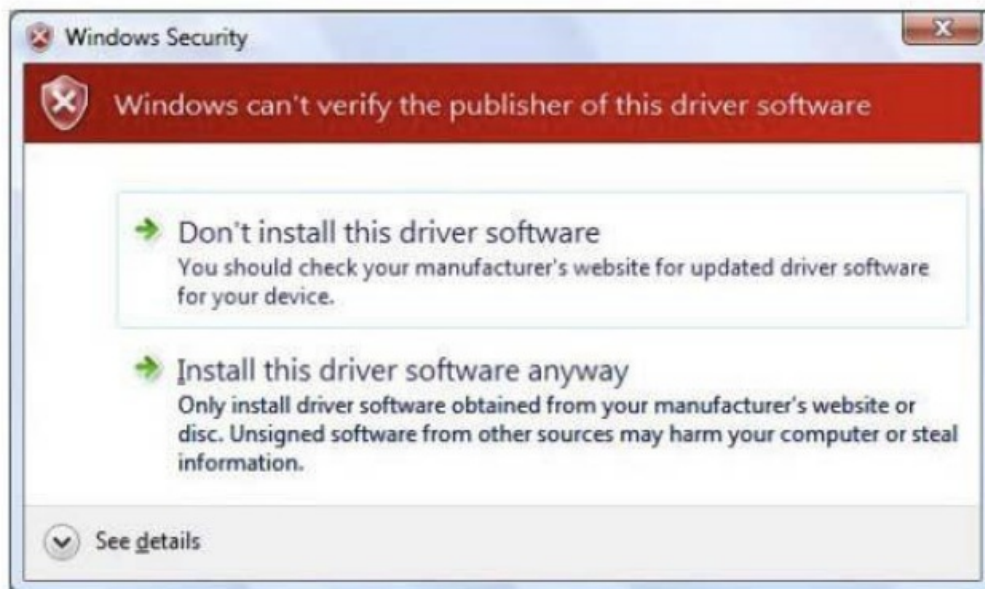 Windows Security
Windows can't verify the publisher of this driver software
Don't install this driver software
You should check your manufacturer's website for updated driver software
for your device.
Install this driver software anyway
Only install driver software obtained from your manufacturer's website or
disc. Unsigned software from other sources may harm your computer or steal
information.
See details